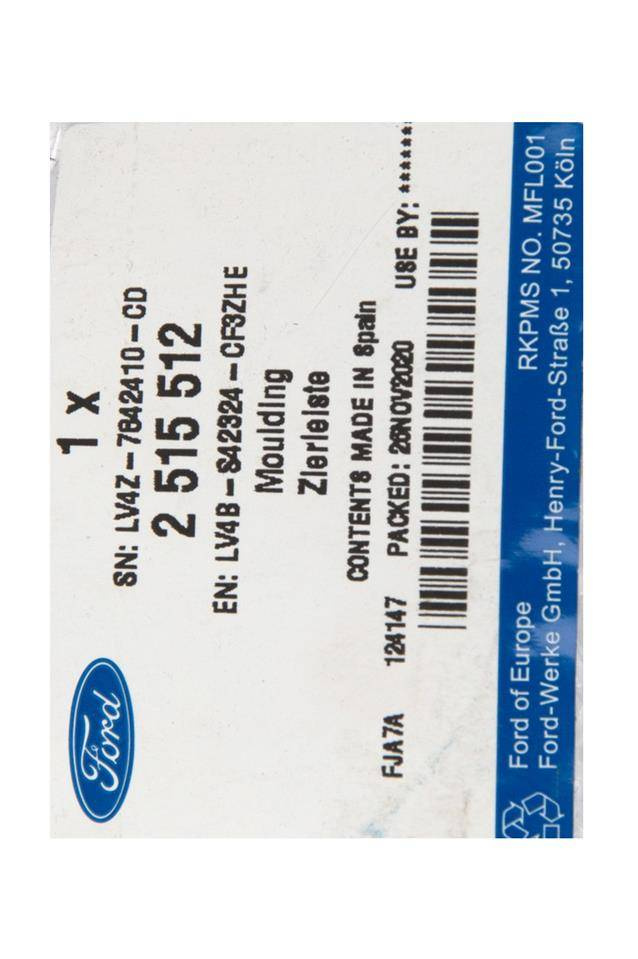 1 x
SN: LV4Z-7842410-CD
2 515 512
EN: LV4B-S42324-CF3ZHE
Moulding
Zierleiste
CONTENTS MADE IN Spain
FJA7A 124147 PACKED: 26NOV2020 USE BY: ******
Ford
RKPMS NO. MFL001
Ford of Europe
Ford-Werke GmbH, Henry-Ford-Straße 1, 50735 Köln